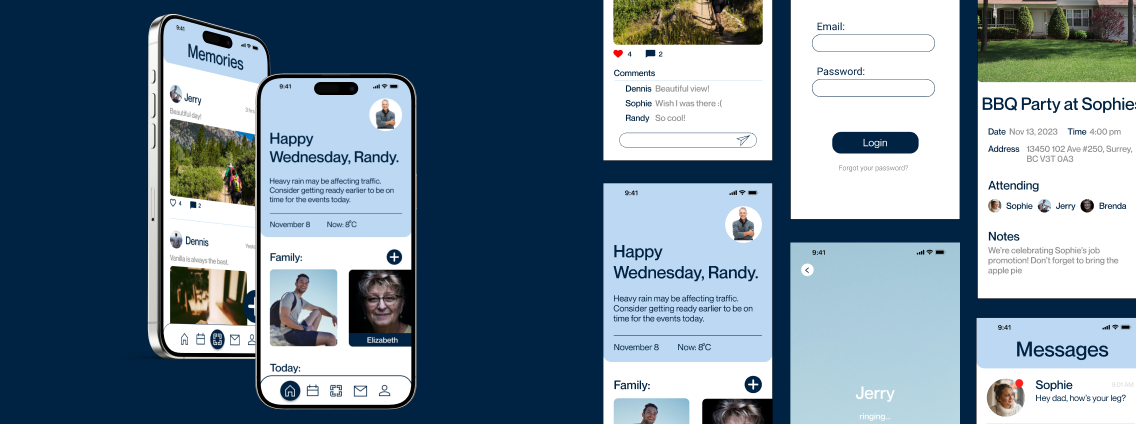 9:41
Memories
Jerry
Beautiful day!
4
2
Dennis
Yeste
Vanilla is always the best.
9:41
Happy
Wednesday, Randy.
Heavy rain may be affecting traffic.
Consider getting ready earlier to be on
time for the events today.
November 8 Now: 8°C
Family:
Elizabeth
Today:
4 2
Comments
Dennis Beautiful view!
Sophie Wish I was there :(
Randy So cool!
9:41
Happy
Wednesday, Randy.
Heavy rain may be affecting traffic.
Consider getting ready earlier to be on
time for the events today.
November 8 Now: 8°C
Family:
Email:
Password:
Login
Forgot your password?
9:41
Jerry
ringing...
BBQ Party at Sophies
Date Nov 13, 2023 Time 4:00 pm
Address 13450 102 Ave #250, Surrey,
BC V3T 0A3
Attending
Sophie Jerry Brenda
Notes
We're celebrating Sophie's job
promotion! Don't forget to bring the
apple pie
9:41
Messages
Sophie 9:01 AM
Hey dad, how's your leg?